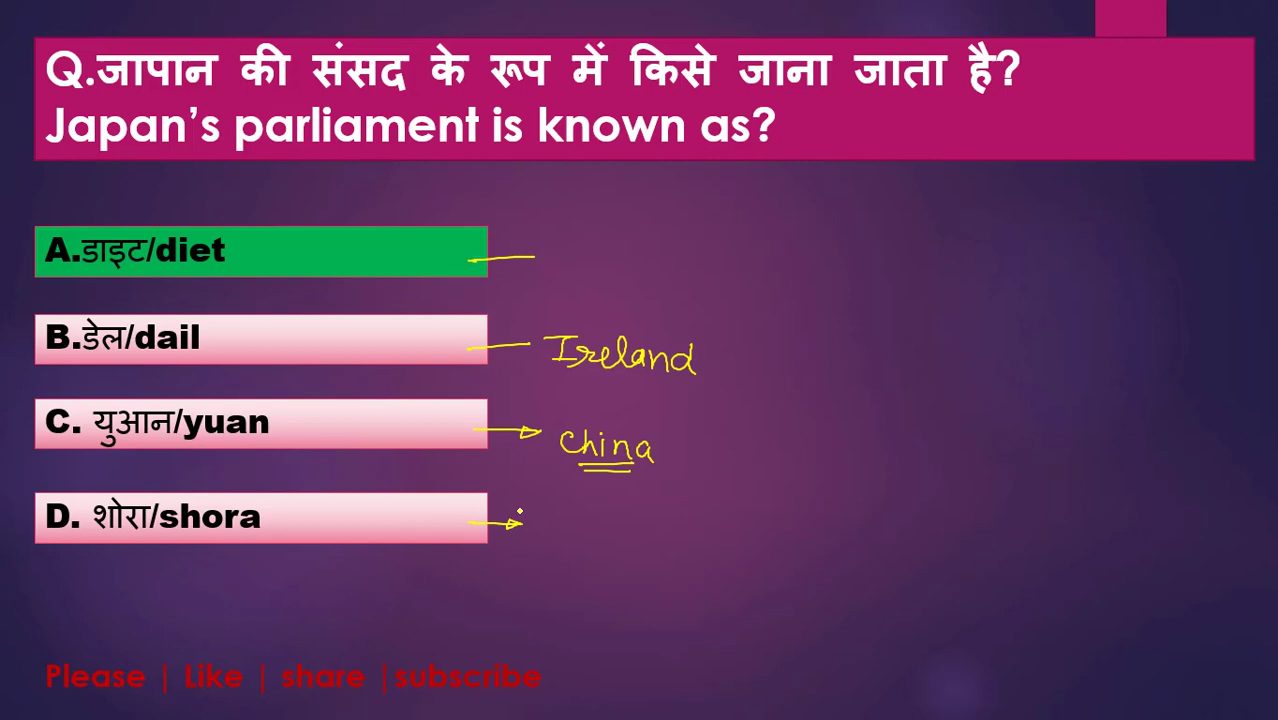 Q.जापान की संसद के रूप में किसे जाना जाता है?
Japan’s parliament is known as?
A.डाइट/diet
B.डेल/dail
Ireland
C. युआन/yuan
China
D. शोरा/shora
Please | Like | share |subscribe